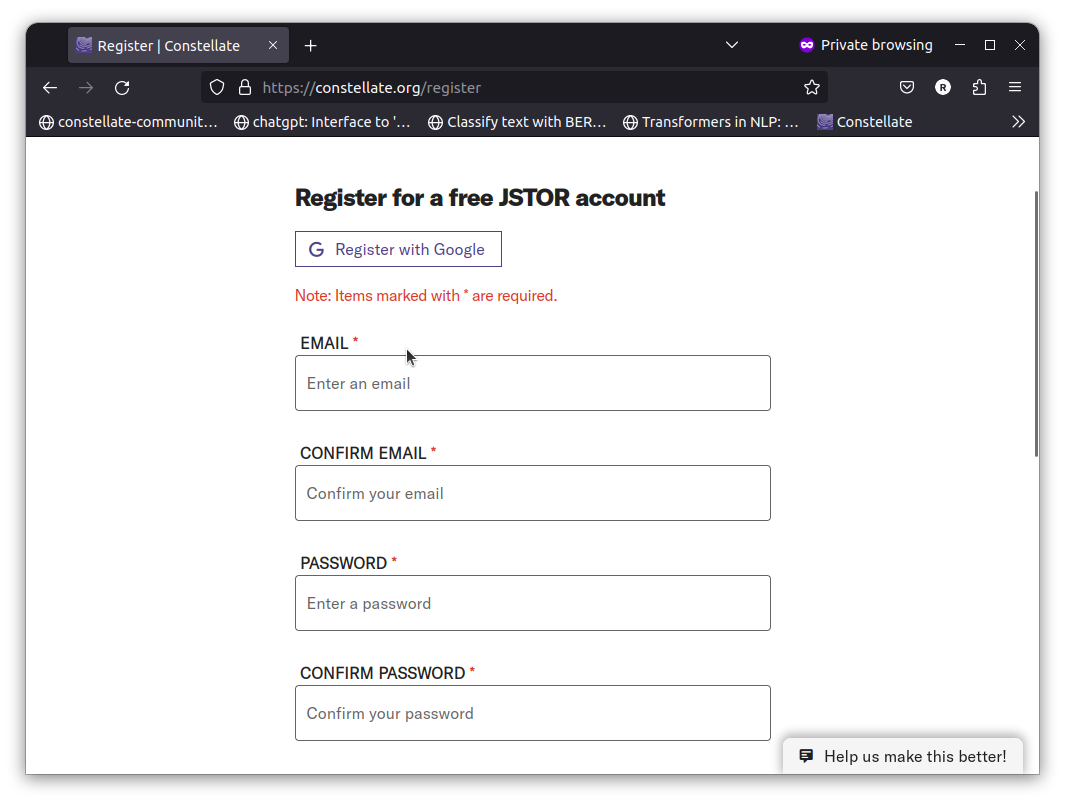 Register | Constellate
Private browsing
https://constellate.org/register
R
constellate-communit...
chatgpt: Interface to '...
Classify text with BER...
Transformers in NLP: ...
Constellate
Register for a free JSTOR account
G Register with Google
Note: Items marked with * are required.
EMAIL *
Enter an email
CONFIRM EMAIL *
Confirm your email
PASSWORD *
Enter a password
CONFIRM PASSWORD *
Confirm your password
Help us make this better!